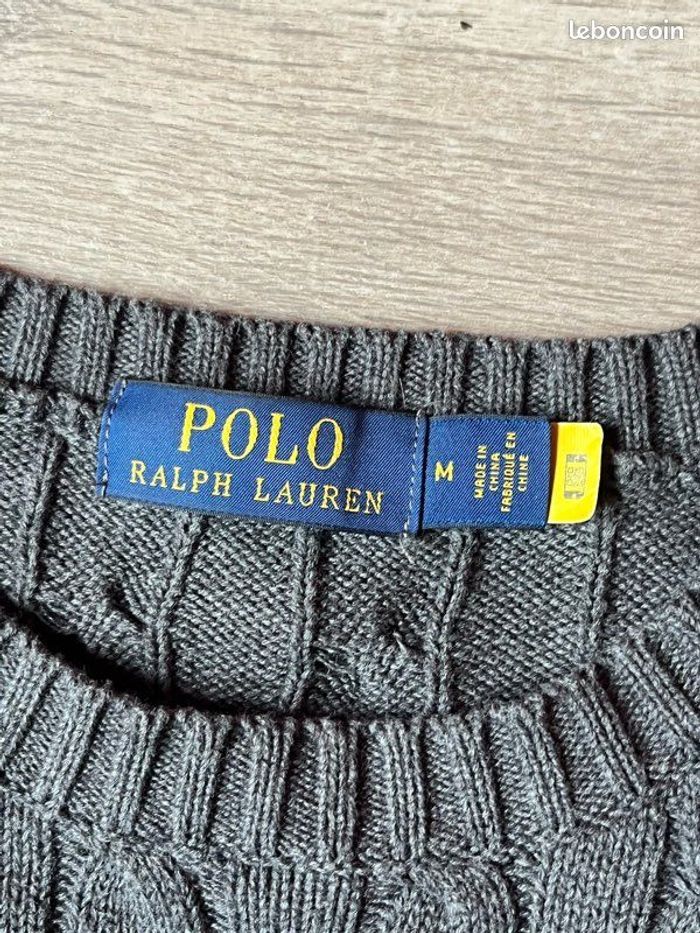 leboncoin
POLO
RALPH LAUREN
M
MADE IN
CHINA
FABRIQUÉ EN
CHINE